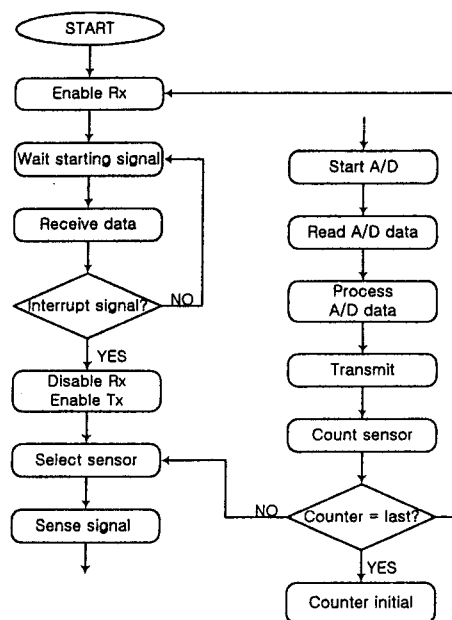 START
Enable Rx
Wait starting signal
Receive data
Interrupt signal?
NO
YES
Disable Rx
Enable Tx
Select sensor
Sense signal
Start A/D
Read A/D data
Process
A/D data
Transmit
Count sensor
Counter = last?
NO
YES
Counter initial